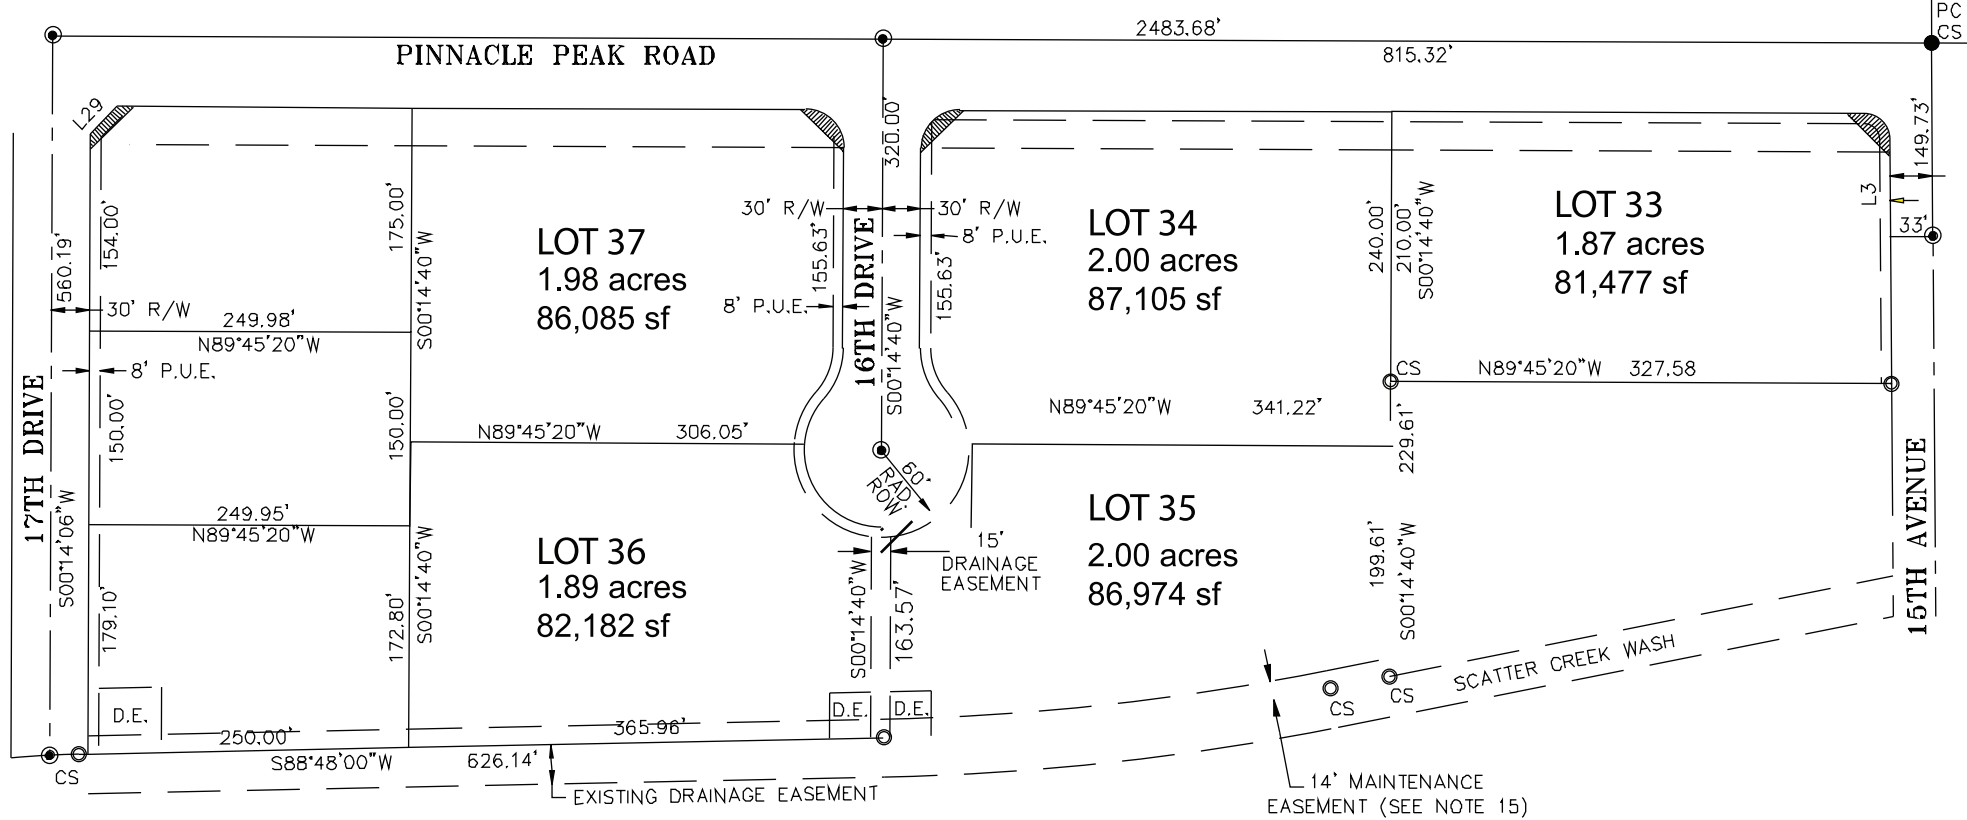 2483.68'
PC
CS
PINNACLE PEAK ROAD
815.32'
L29
320.00'
149.73'
154.00'
175.00'
S00°14'40"W
560.19'
LOT 37
1.98 acres
86,085 sf
30' R/W
30' R/W
8' P.U.E.
155.63'
155.63'
8' P.U.E.
16TH DRIVE
S00°14'40"W
LOT 34
2.00 acres
87,105 sf
240.00'
210.00'
S00°14'40"W
LOT 33
1.87 acres
81,477 sf
L3
33'
30' R/W
249.98'
N89°45'20"W
8' P.U.E.
CS
N89°45'20"W 327.58
17TH DRIVE
S00°14'06"W
150.00'
150.00'
N89°45'20"W 306.05'
N89°45'20"W 341.22'
229.61'
60'
RAD.
ROW
15TH AVENUE
249.95'
N89°45'20"W
S00°14'40"W
LOT 36
1.89 acres
82,182 sf
LOT 35
2.00 acres
86,974 sf
15'
DRAINAGE
EASEMENT
199.61'
S00°14'40"W
179.10'
172.80'
S00°14'40"W
163.57'
SCATTER CREEK WASH
D.E.
D.E.
D.E.
CS
CS
250.00'
365.96'
CS
S88°48'00"W 626.14'
EXISTING DRAINAGE EASEMENT
14' MAINTENANCE
EASEMENT (SEE NOTE 15)